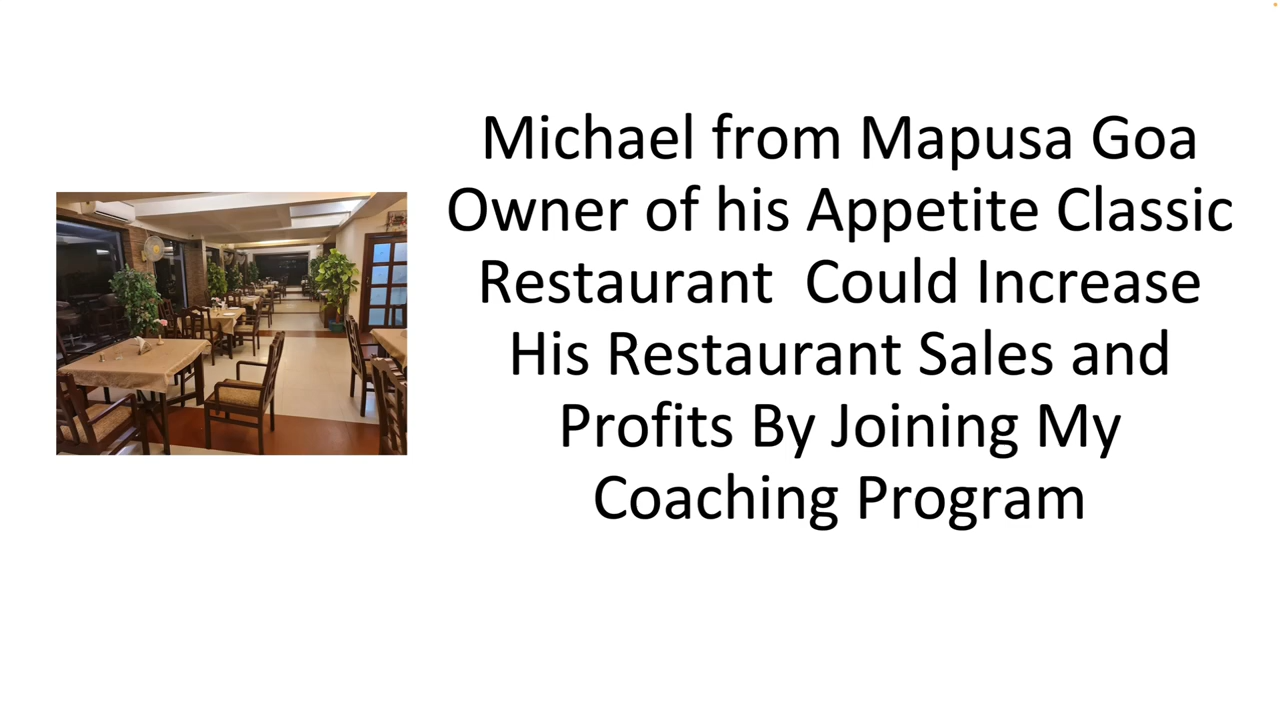 Michael from Mapusa Goa
Owner of his Appetite Classic
Restaurant  Could Increase
His Restaurant Sales and
Profits By Joining My
Coaching Program